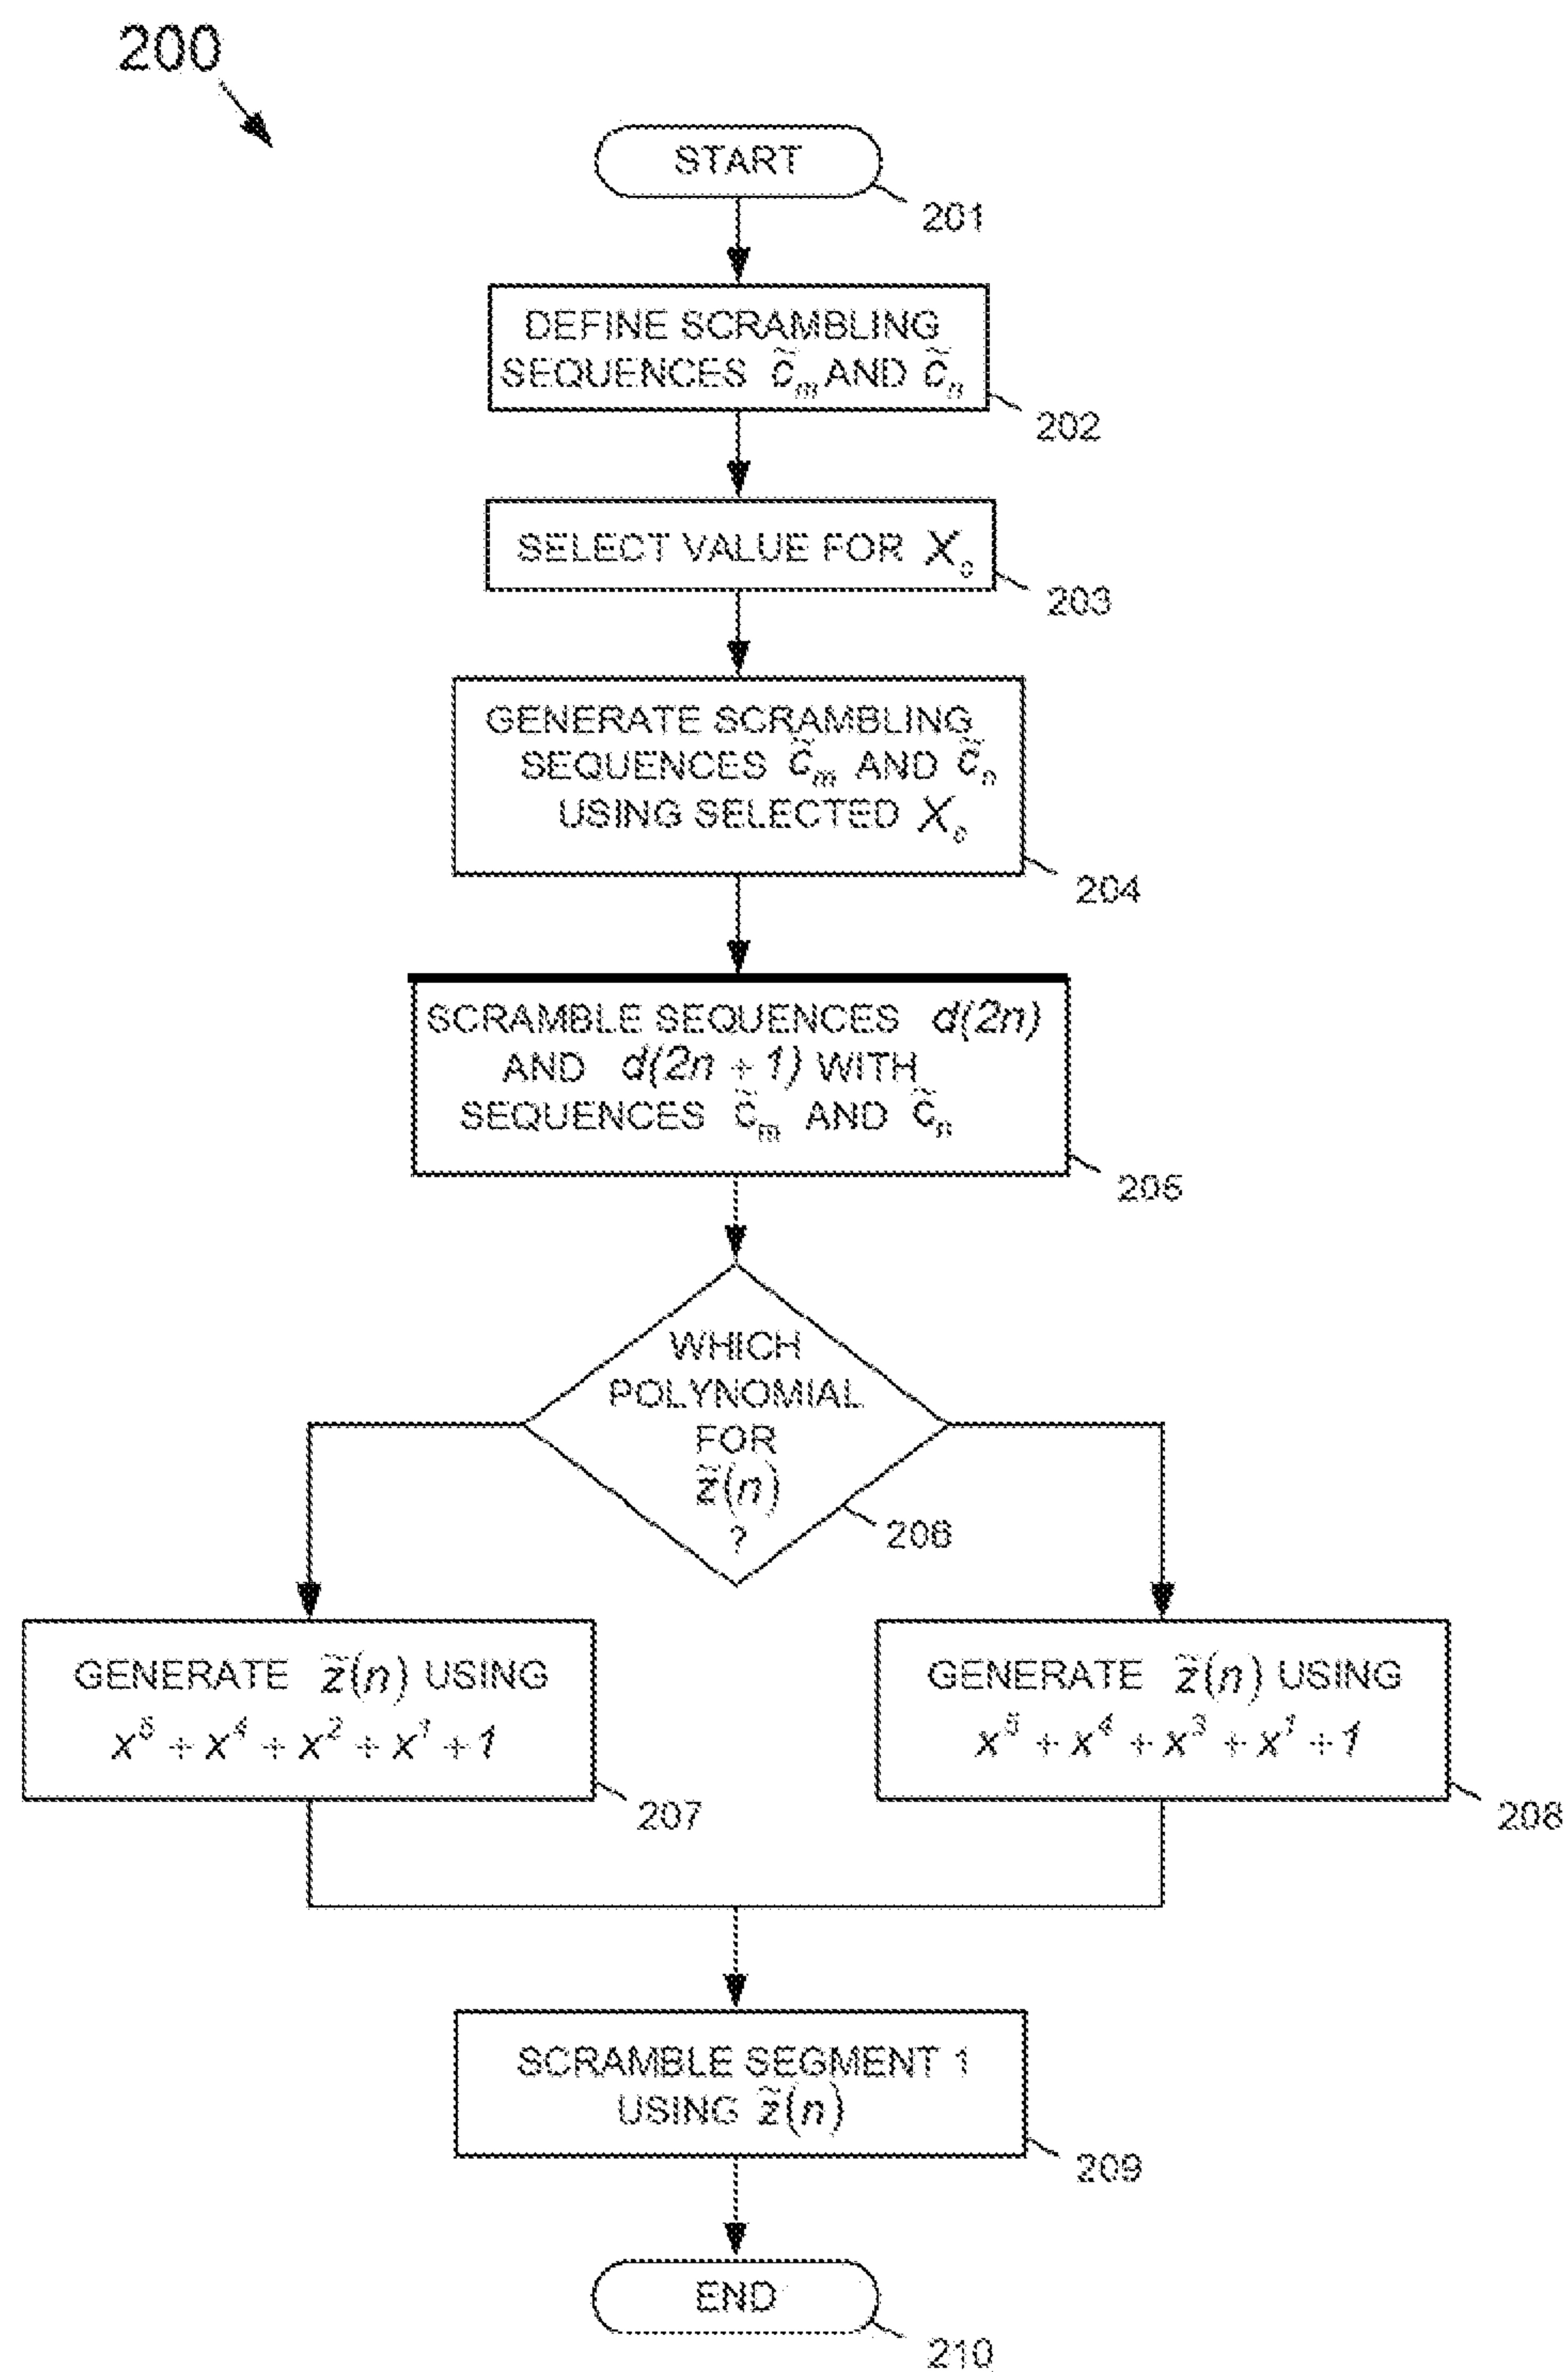 200
START
201
DEFINE SCRAMBLING
SEQUENCES c̃ₘ AND c̃ₙ
202
SELECT VALUE FOR X₀
203
GENERATE SCRAMBLING
SEQUENCES c̃ₘ AND c̃ₙ
USING SELECTED X₀
204
SCRAMBLE SEQUENCES d(2n)
AND d(2n + 1) WITH
SEQUENCES c̃ₘ AND c̃ₙ
205
WHICH
POLYNOMIAL
FOR
z̃(n)
?
206
GENERATE z̃(n) USING
x⁵ + x⁴ + x² + x¹ + 1
207
GENERATE z̃(n) USING
x⁵ + x⁴ + x³ + x¹ + 1
208
SCRAMBLE SEGMENT 1
USING z̃(n)
209
END
210